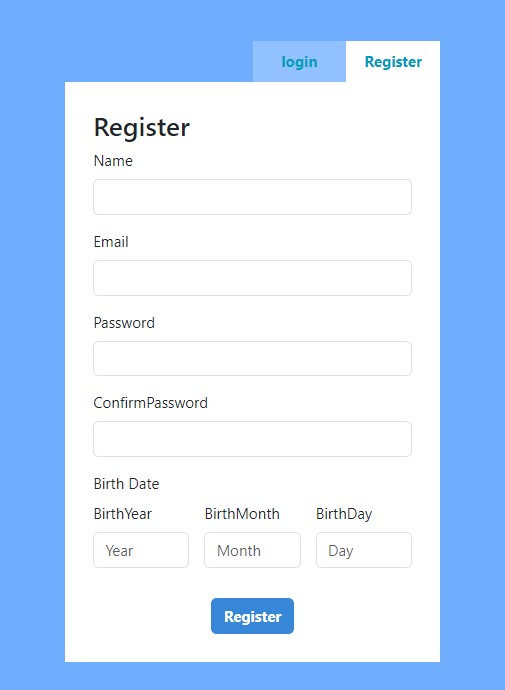 login Register
Register
Name
Email
Password
ConfirmPassword
Birth Date
BirthYear BirthMonth BirthDay
Year Month Day
Register